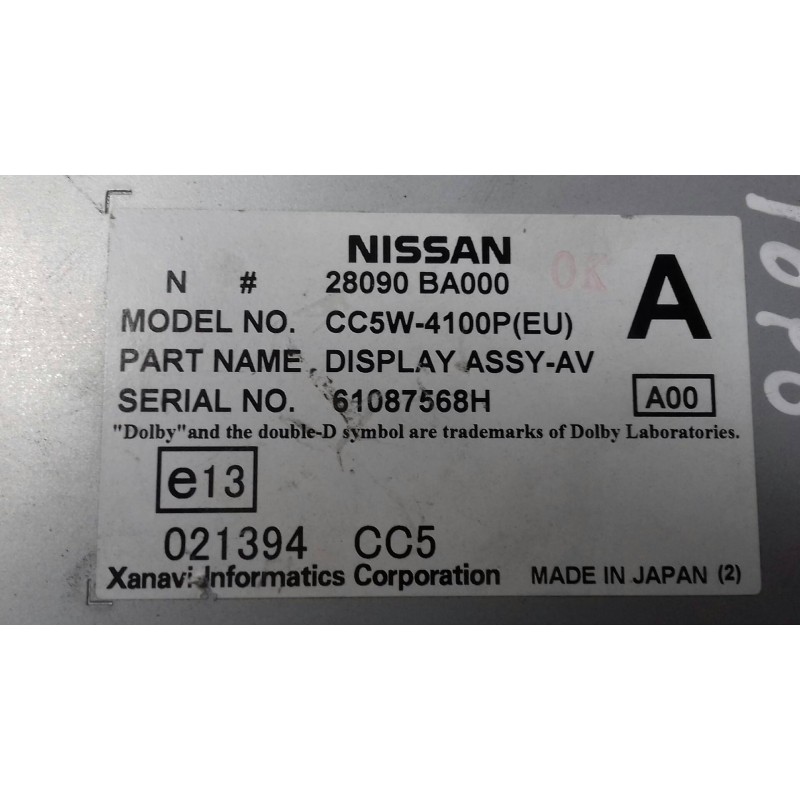 NISSAN
N # 28090 BA000 OK A
MODEL NO. CC5W-4100P(EU)
PART NAME DISPLAY ASSY-AV
SERIAL NO. 61087568H A00
"Dolby"and the double-D symbol are trademarks of Dolby Laboratories.
e13
021394 CC5
Xanavi Informatics Corporation MADE IN JAPAN (2)